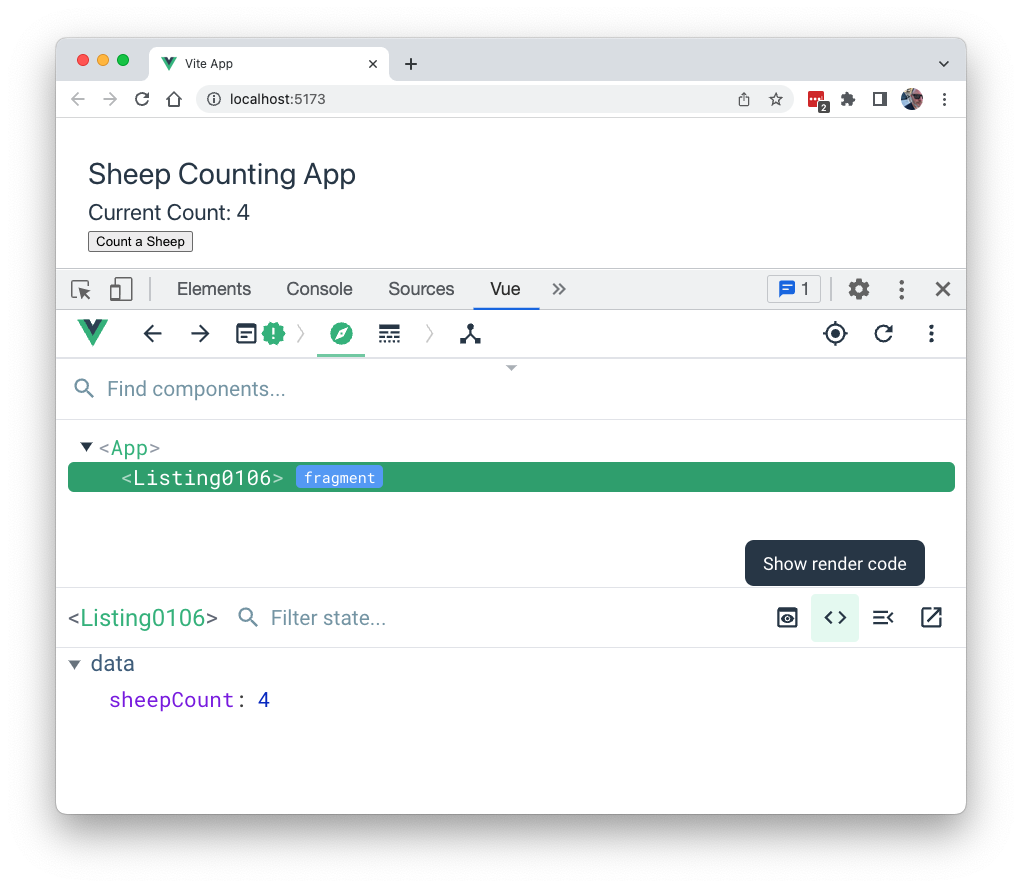 Vite App
localhost:5173
2
Sheep Counting App
Current Count: 4
Count a Sheep
Elements Console Sources Vue 1
Find components...
<App>
<Listing0106> fragment
Show render code
<Listing0106> Filter state...
data
sheepCount: 4